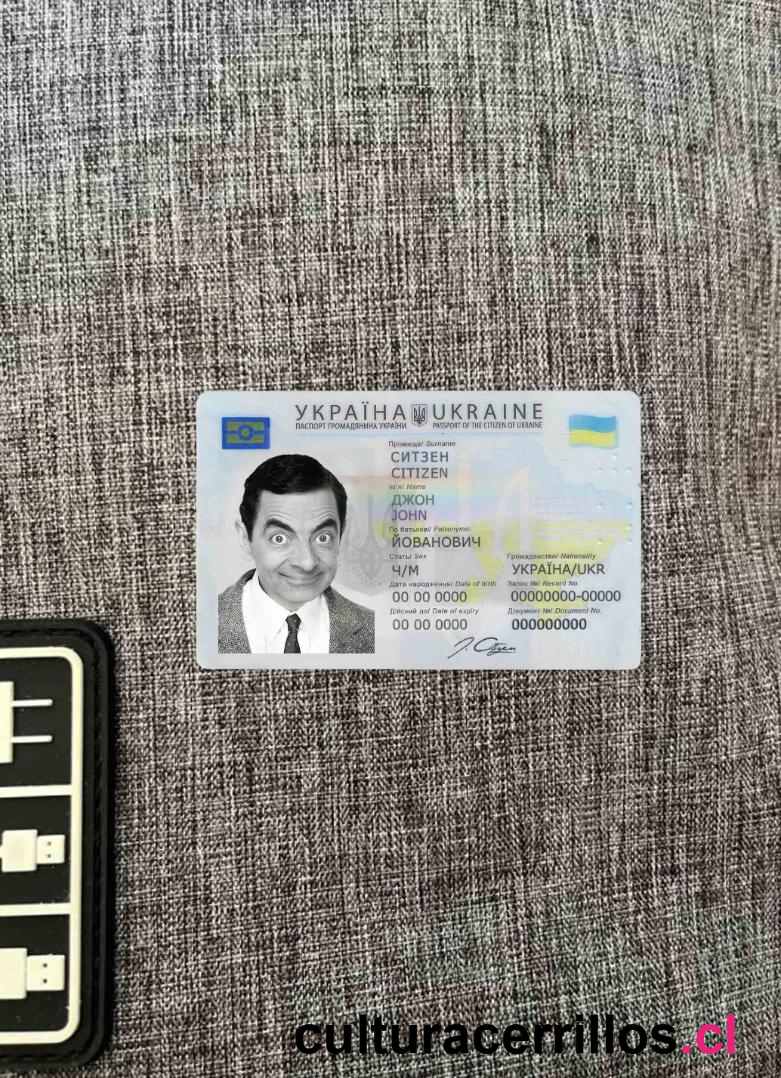 УКРАЇНА UKRAINE
ПАСПОРТ ГРОМАДЯНИНА УКРАЇНИ PASSPORT OF THE CITIZEN OF UKRAINE
Прізвище/ Surname
СИТЗЕН
CITIZEN
Ім'я/ Name
ДЖОН
JOHN
По батькові/ Patronymic
ЙОВАНОВИЧ
Стать/ Sex Громадянство/ Nationality
Ч/M УКРАЇНА/UKR
Дата народження/ Date of birth Запис №/ Record No.
00 00 0000 00000000-00000
Дійсний до/ Date of expiry Документ №/ Document No.
00 00 0000 000000000
culturacerrillos.cl